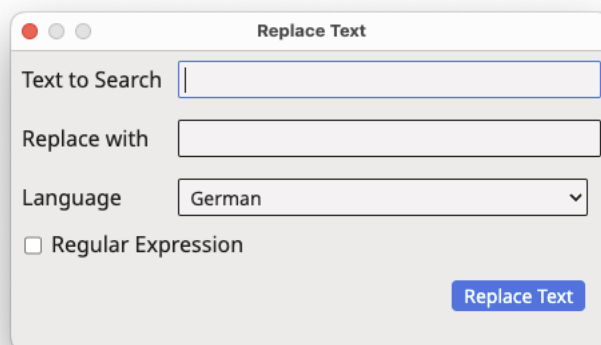 Replace Text
Text to Search
Replace with
Language German
Regular Expression
Replace Text